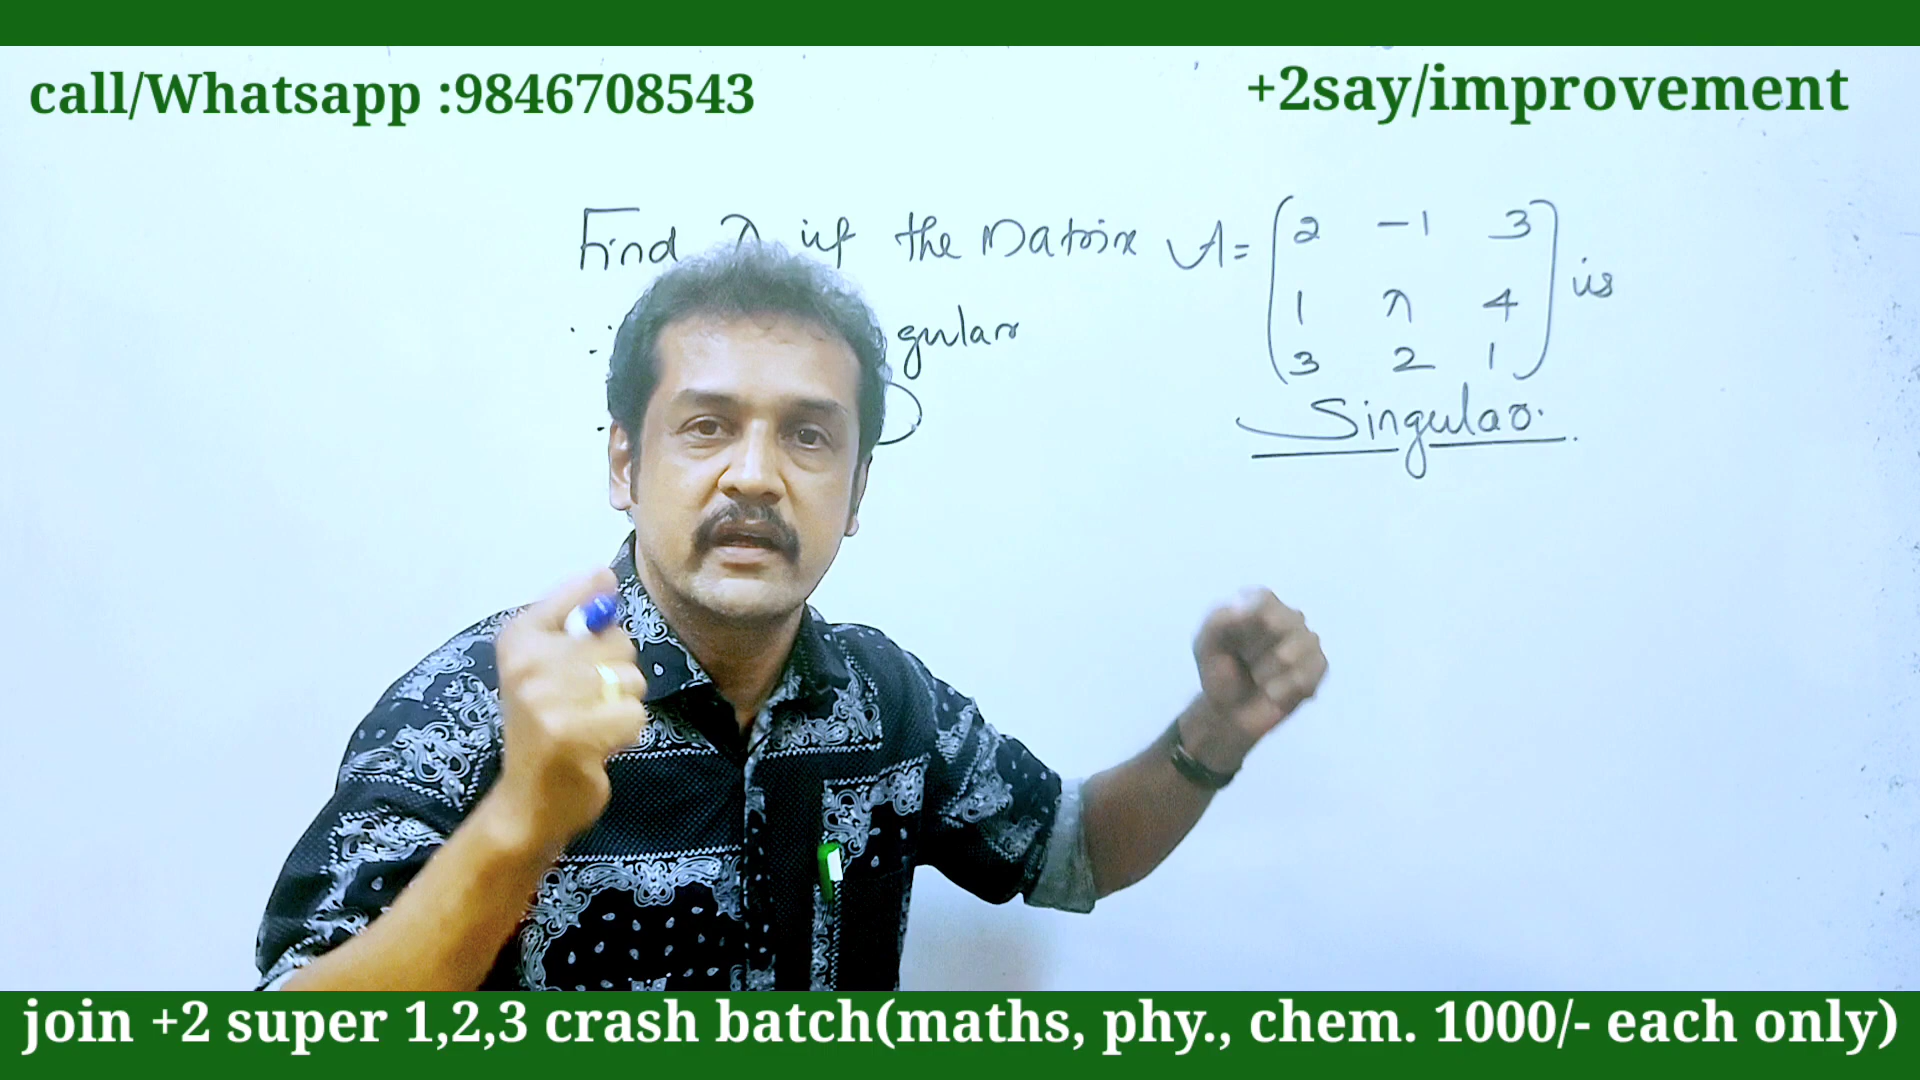 call/Whatsapp :9846708543
+2say/improvement
Find λ if the Matrix A = [2 -1 3
1 λ 4
3 2 1] is
Singular.
∴ gular
join +2 super 1,2,3 crash batch(maths, phy., chem. 1000/- each only)